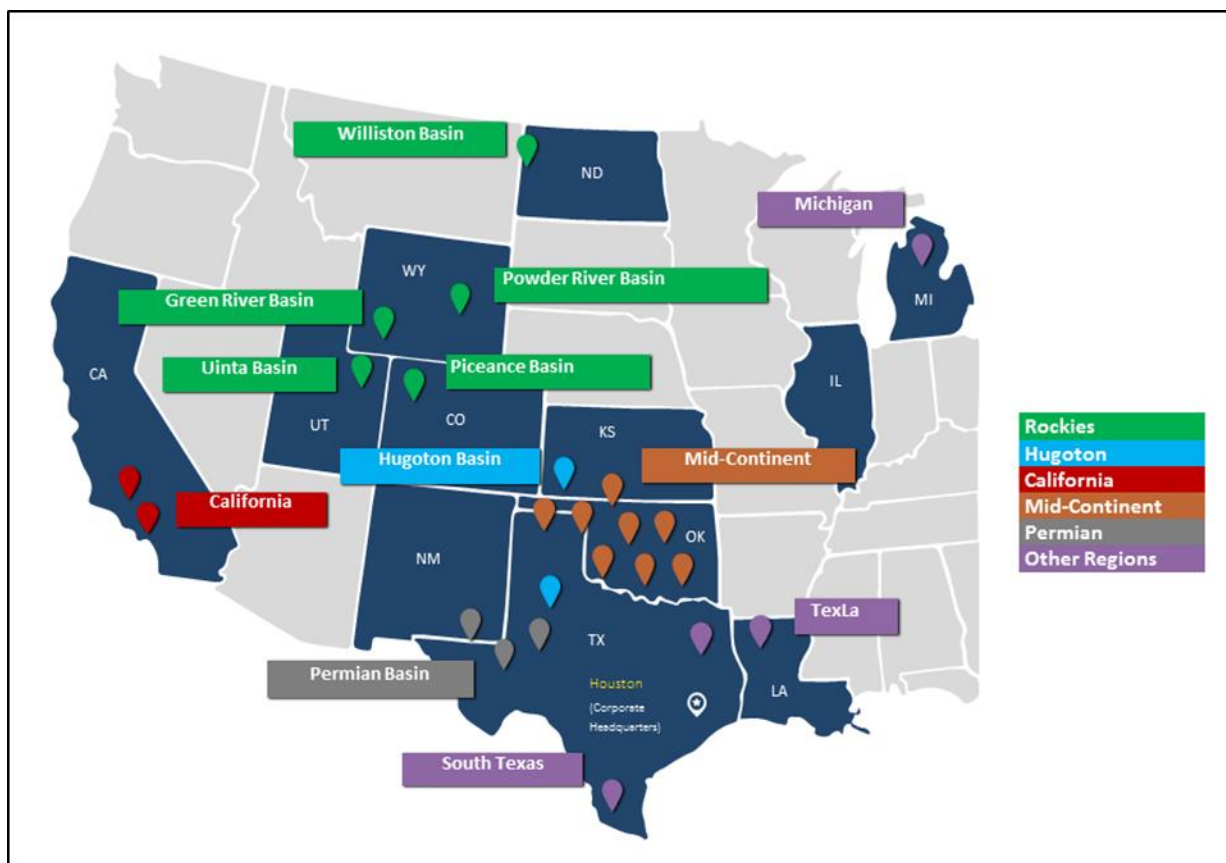 Williston Basin
ND
Michigan
WY
Powder River Basin
Green River Basin
MI
Uinta Basin
Piceance Basin
CA
IL
UT
CO
KS
Hugoton Basin
Mid-Continent
Rockies
Hugoton
California
Mid-Continent
Permian
Other Regions
California
OK
NM
TexLa
TX
Permian Basin
Houston
(Corporate
Headquarters)
LA
South Texas